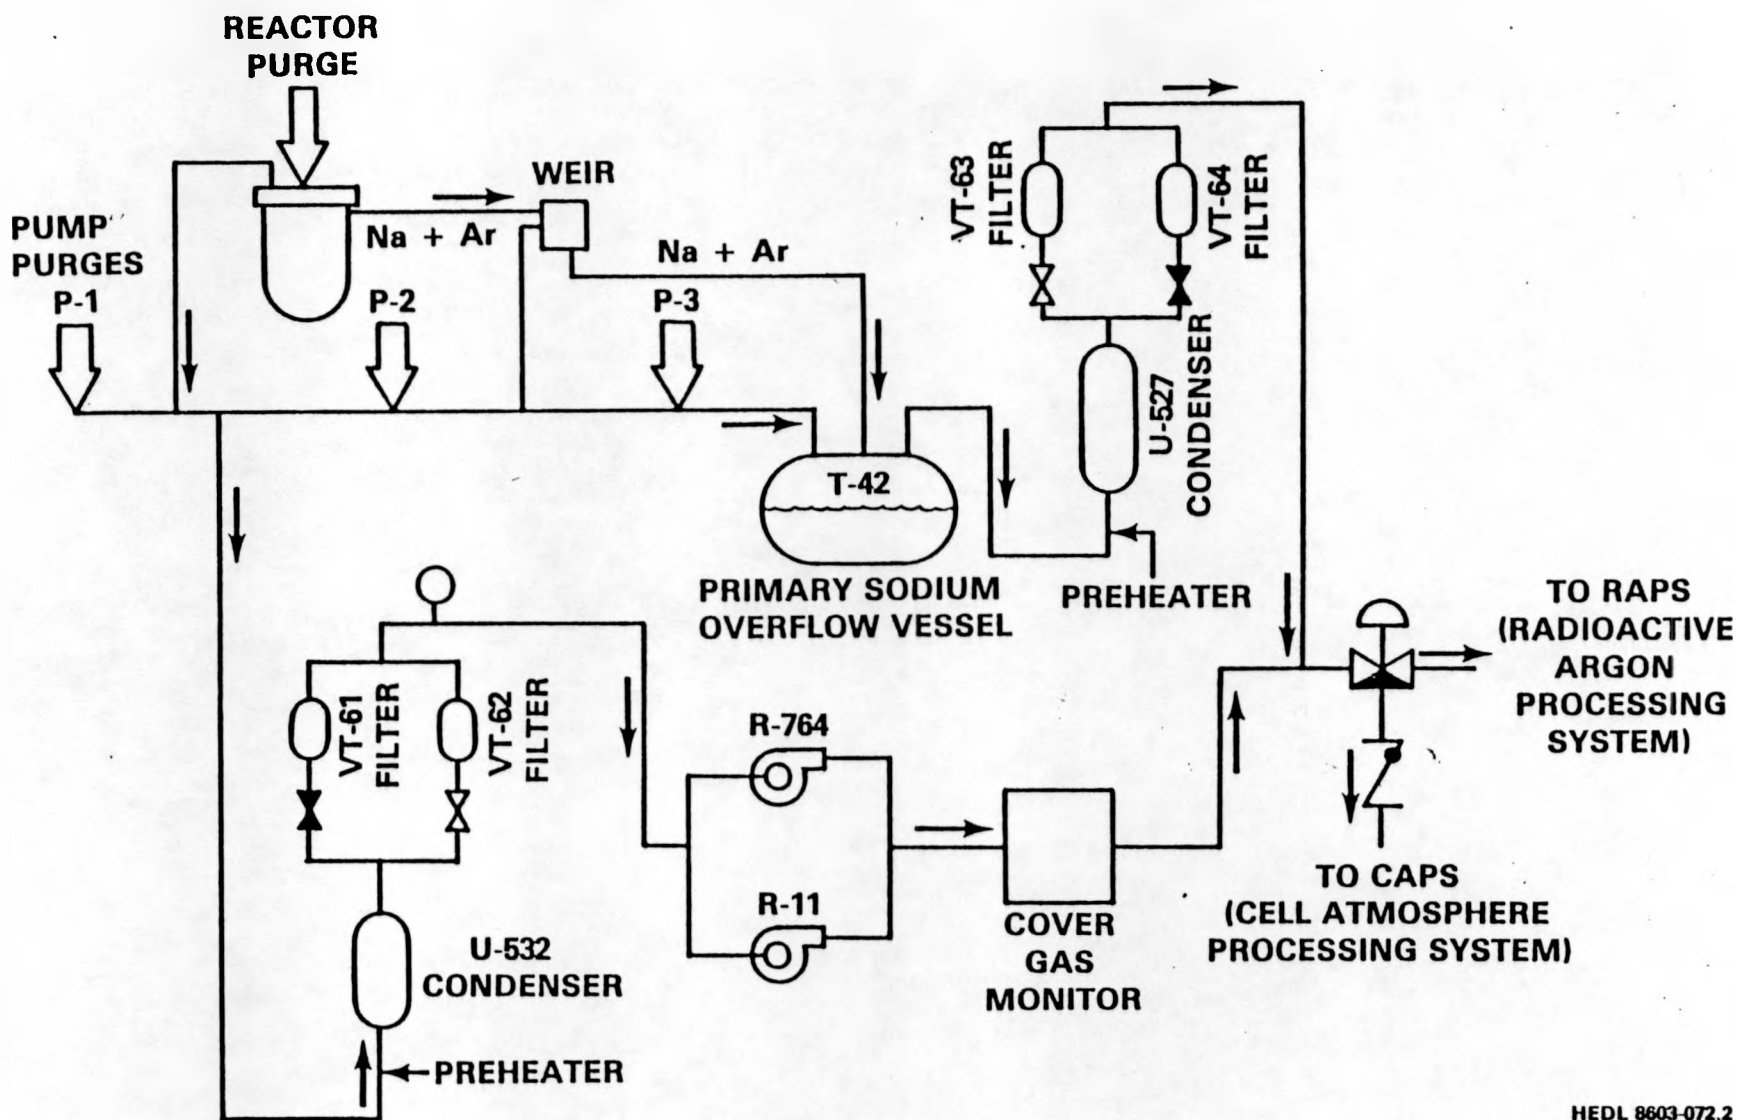 REACTOR
PURGE
WEIR
Na + Ar
PUMP
PURGES
P-1
P-2
Na + Ar
P-3
VT-63
FILTER
VT-64
FILTER
U-527
CONDENSER
T-42
PRIMARY SODIUM
OVERFLOW VESSEL
PREHEATER
TO RAPS
(RADIOACTIVE
ARGON
PROCESSING
SYSTEM)
VT-61
FILTER
VT-62
FILTER
R-764
R-11
COVER
GAS
MONITOR
TO CAPS
(CELL ATMOSPHERE
PROCESSING SYSTEM)
U-532
CONDENSER
PREHEATER
HEDL 8603-072.2